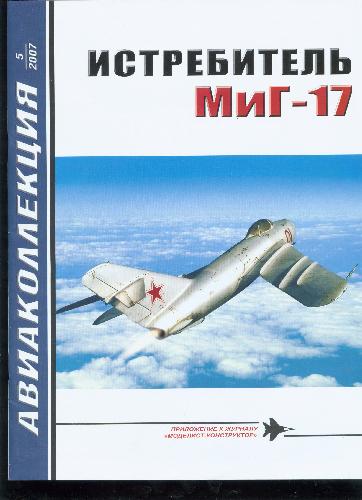 5
2007
АВИАКОЛЛЕКЦИЯ
ИСТРЕБИТЕЛЬ
МиГ-17
ПРИЛОЖЕНИЕ К ЖУРНАЛУ
«МОДЕЛИСТ-КОНСТРУКТОР»